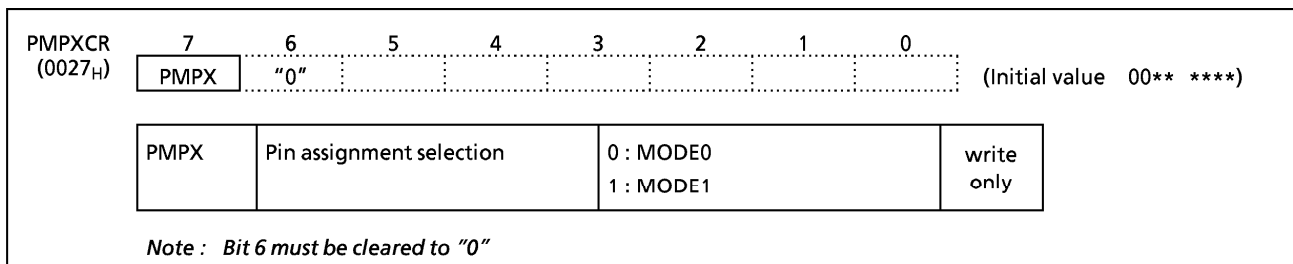 PMPXCR 7 6 5 4 3 2 1 0
(0027H) PMPX "0" (Initial value 00** ****)
PMPX Pin assignment selection 0 : MODE0 write
1 : MODE1 only
Note : Bit 6 must be cleared to "0"